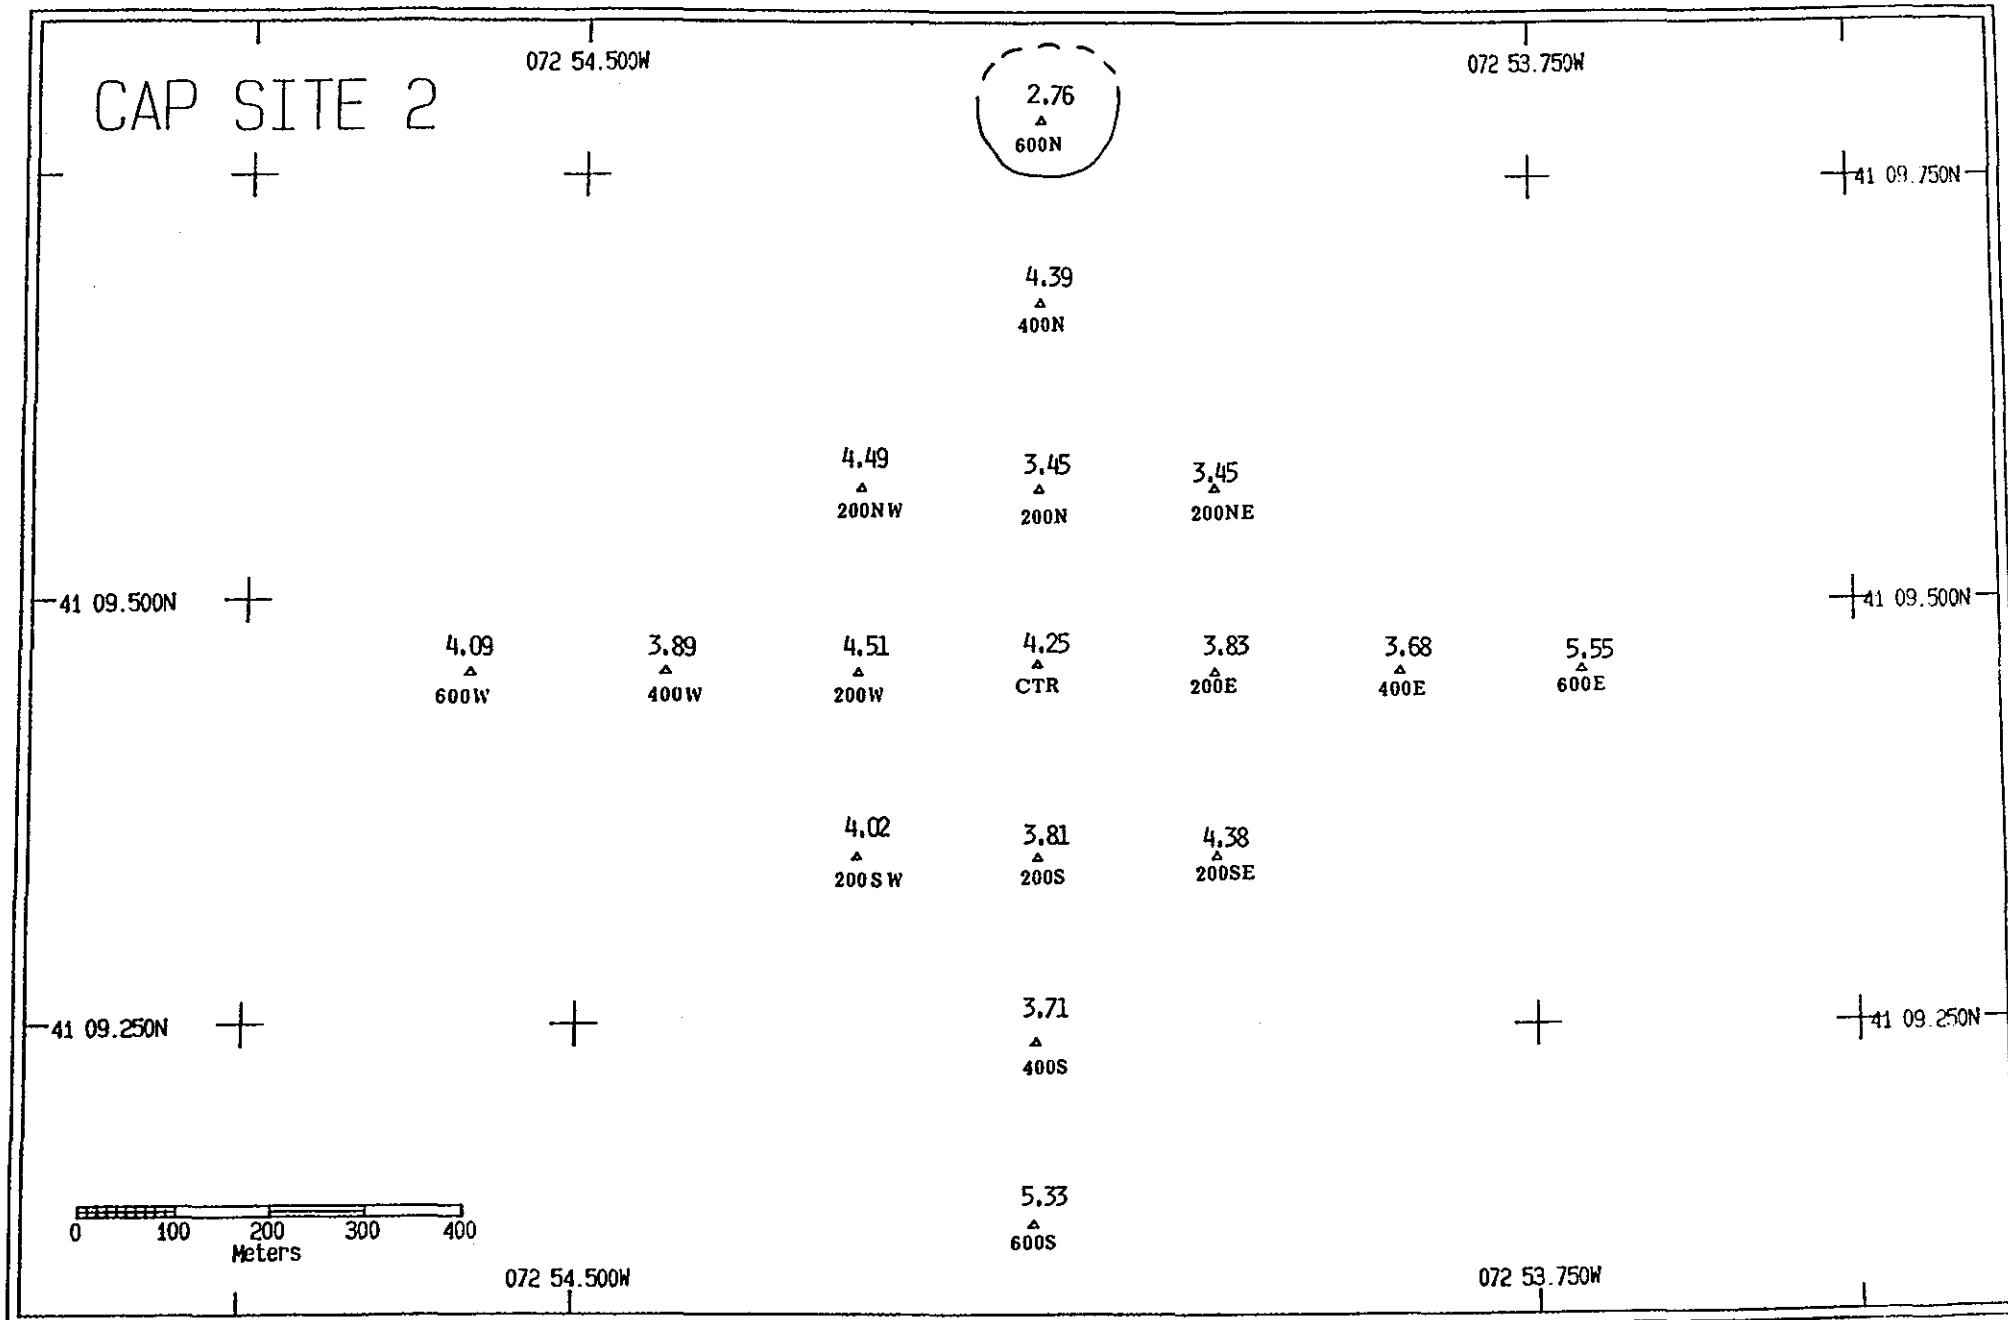 072 54.500W
072 53.750W
CAP SITE 2
2.76
600N
41 09.750N
4.39
400N
4.49
3.45
3.45
200NW
200N
200NE
41 09.500N
41 09.500N
4.09
3.89
4.51
4.25
3.83
3.68
5.55
600W
400W
200W
CTR
200E
400E
600E
4.02
3.81
4.38
200SW
200S
200SE
41 09.250N
3.71
41 09.250N
400S
5.33
0 100 200 300 400
Meters
600S
072 54.500W
072 53.750W